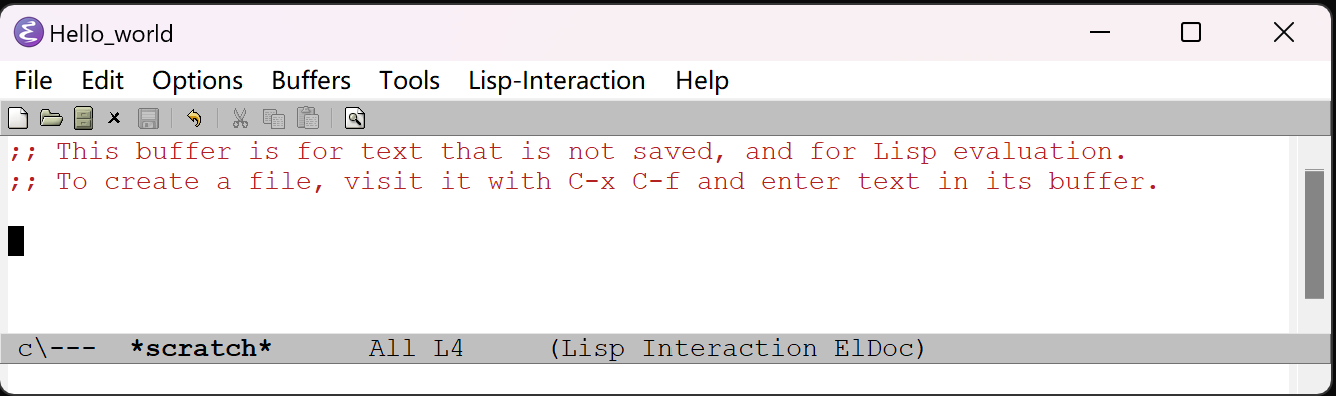 Hello_world
File Edit Options Buffers Tools Lisp-Interaction Help
;; This buffer is for text that is not saved, and for Lisp evaluation.
;; To create a file, visit it with C-x C-f and enter text in its buffer.
c\--- *scratch* All L4 (Lisp Interaction ElDoc)